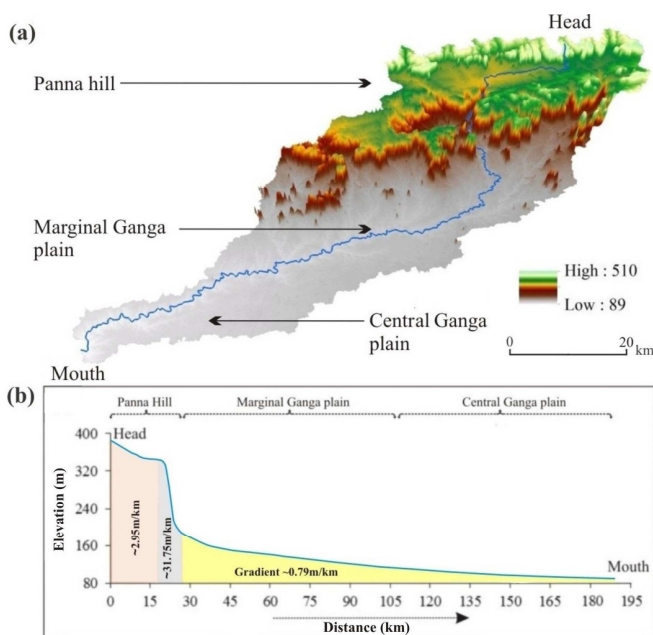 (a)
Head
Panna hill
Marginal Ganga
plain
High : 510
Low : 89
Central Ganga
plain
0 20
km
Mouth
(b)
Panna Hill Marginal Ganga plain Central Ganga plain
Head
Elevation (m)
400
320
240
160
80
~2.95m/km
~31.75m/km
Gradient ~0.79m/km
Mouth
0 15 30 45 60 75 90 105 120 135 150 165 180 195
Distance (km)